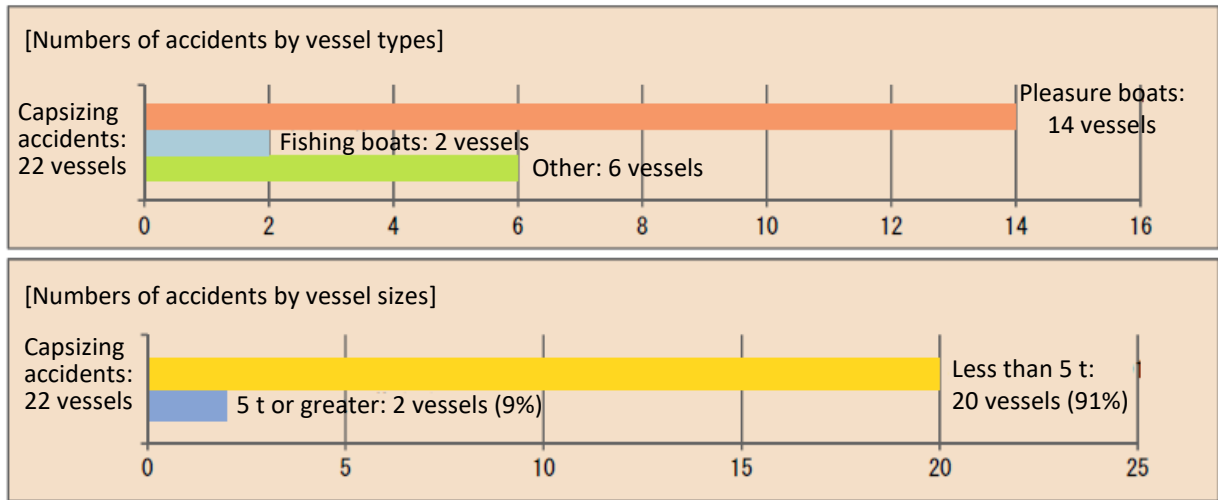 [Numbers of accidents by vessel types]
Capsizing
accidents:
22 vessels
Pleasure boats:
14 vessels
Fishing boats: 2 vessels
Other: 6 vessels
0 2 4 6 8 10 12 14 16
[Numbers of accidents by vessel sizes]
Capsizing
accidents:
22 vessels
Less than 5 t:
20 vessels (91%)
5 t or greater: 2 vessels (9%)
0 5 10 15 20 25